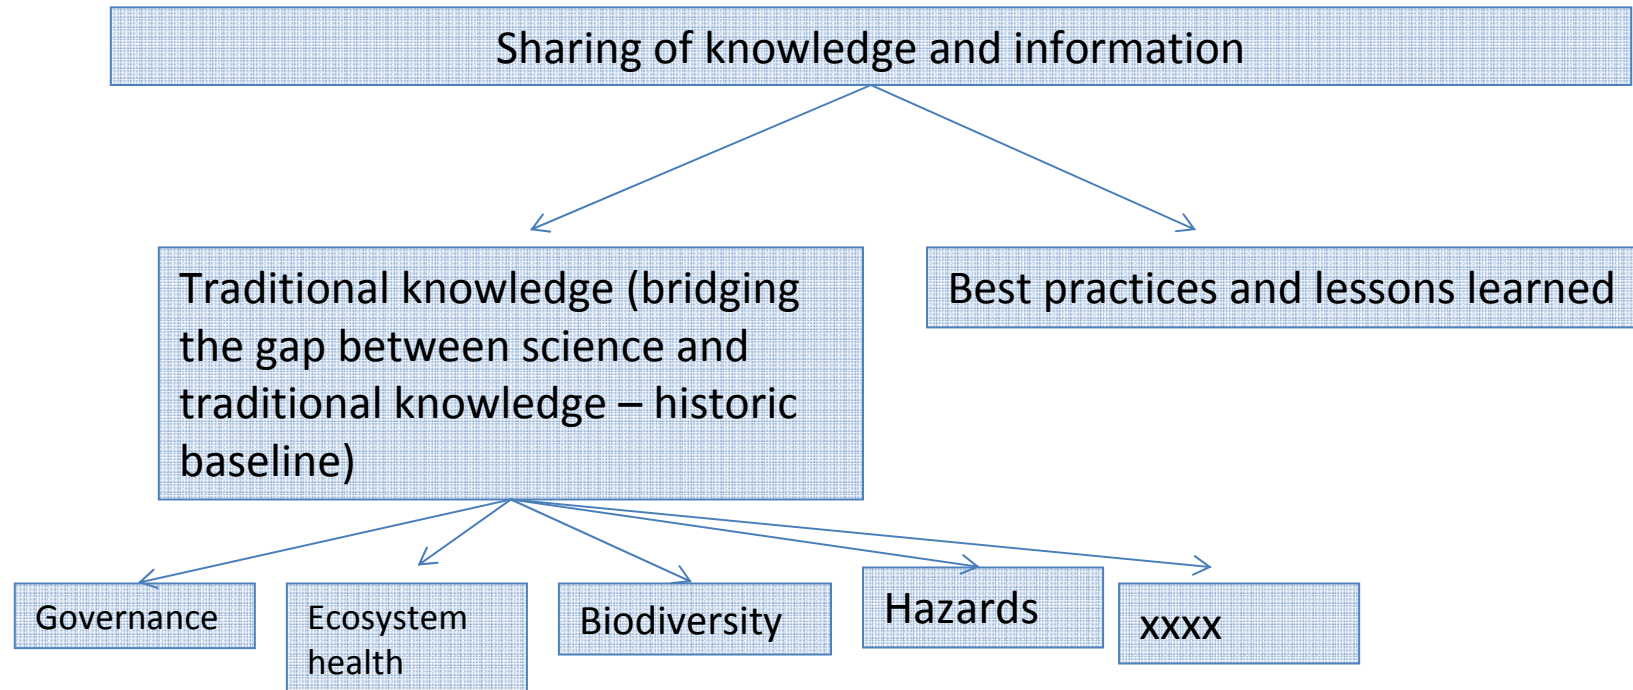 Sharing of knowledge and information
Traditional knowledge (bridging
the gap between science and
traditional knowledge – historic
baseline)
Best practices and lessons learned
Governance
Ecosystem
health
Biodiversity
Hazards
xxxx